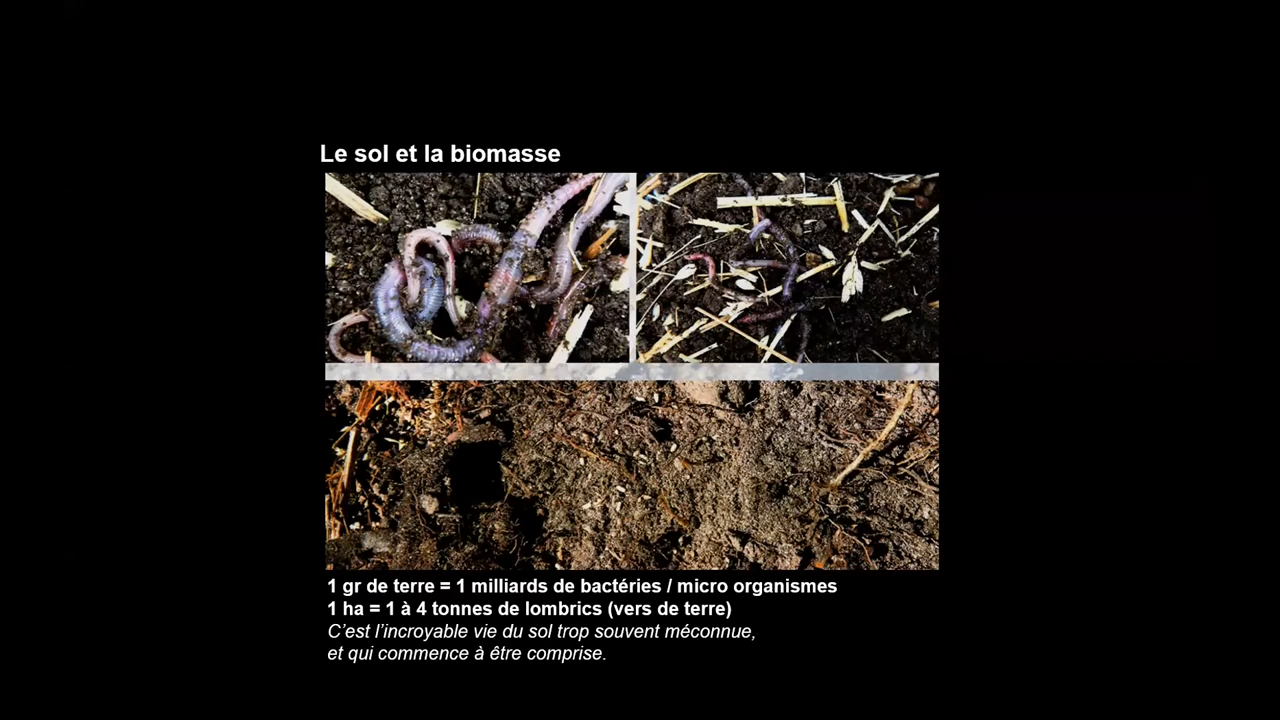 Le sol et la biomasse
1 gr de terre = 1 milliards de bactéries / micro organismes
1 ha = 1 à 4 tonnes de lombrics (vers de terre)
C’est l’incroyable vie du sol trop souvent méconnue,
et qui commence à être comprise.